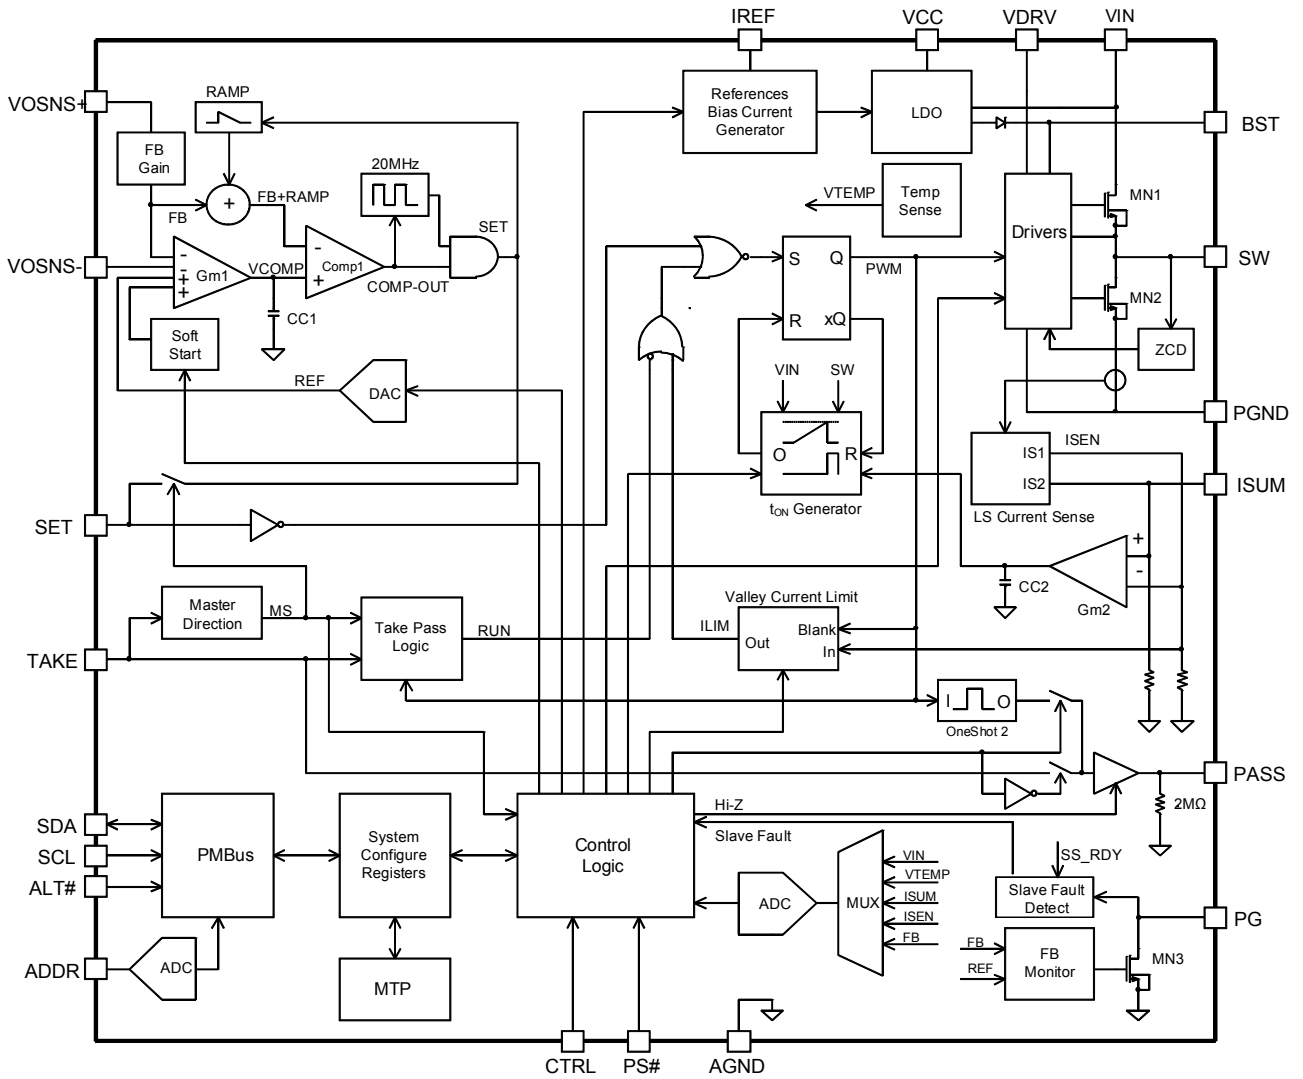 IREF
VCC
VDRV
VIN
VOSNS+
RAMP
References
Bias Current
Generator
LDO
BST
FB
Gain
20MHz
VTEMP
Temp
Sense
MN1
FB
+
FB+RAMP
SET
Drivers
VOSNS-
-
-
+
+
Gm1
VCOMP
-
+
Comp1
COMP-OUT
S
Q
PWM
SW
MN2
CC1
R
xQ
Soft
Start
ZCD
REF
DAC
VIN
SW
PGND
O
R
ISEN
IS1
IS2
ISUM
tON Generator
LS Current Sense
SET
+
-
CC2
Gm2
Master
Direction
MS
Valley Current Limit
Take Pass
Logic
RUN
ILIM
Blank
Out
In
TAKE
I
O
OneShot 2
PASS
2MΩ
Hi-Z
Slave Fault
SDA
SCL
ALT#
PMBus
System
Configure
Registers
Control
Logic
SS_RDY
VIN
VTEMP
ISUM
ISEN
FB
MUX
ADC
Slave Fault
Detect
PG
ADDR
ADC
MTP
FB
REF
FB
Monitor
MN3
CTRL
PS#
AGND